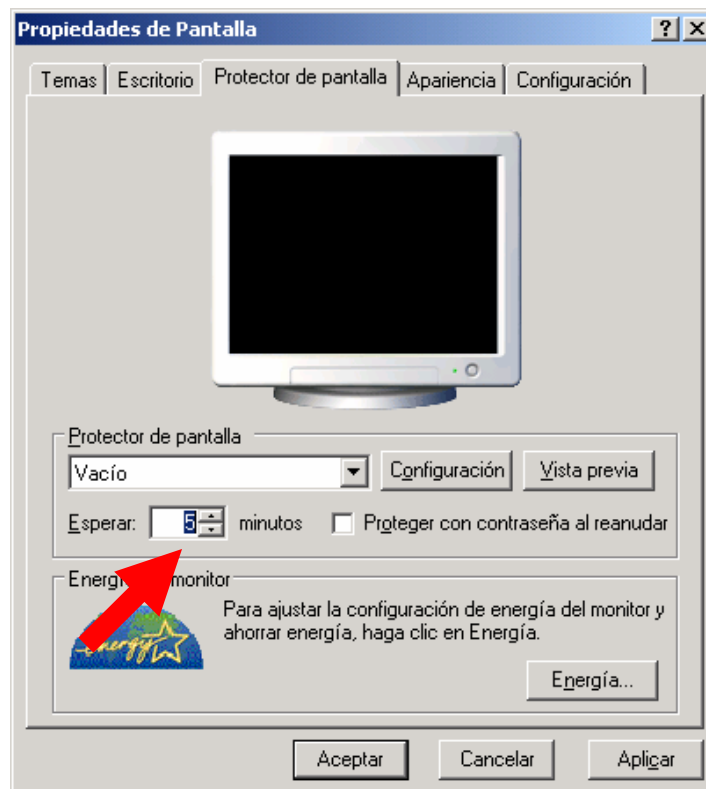 Propiedades de Pantalla
Temas Escritorio Protector de pantalla Apariencia Configuración
Protector de pantalla
Vacío Configuración Vista previa
Esperar: 5 minutos Proteger con contraseña al reanudar
monitor
Para ajustar la configuración de energía del monitor y
ahorrar energía, haga clic en Energía.
energy
Energía...
Aceptar Cancelar Aplicar